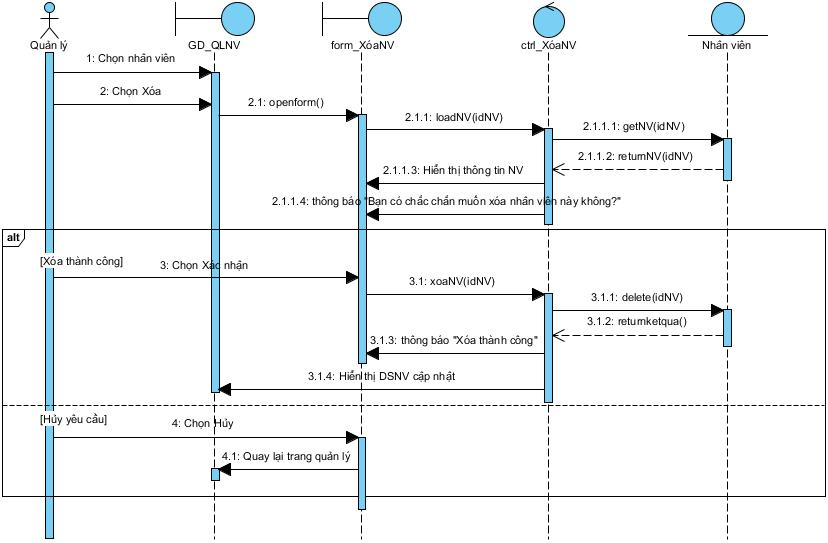 Quản lý
GD_QLNV
form_XóaNV
ctrl_XóaNV
Nhân viên
1: Chọn nhân viên
2: Chọn Xóa
2.1: openform()
2.1.1: loadNV(idNV)
2.1.1.1: getNV(idNV)
2.1.1.2: returnNV(idNV)
2.1.1.3: Hiển thị thông tin NV
2.1.1.4: thông báo "Bạn có chắc chắn muốn xóa nhân viên này không?"
alt
[Xóa thành công]
3: Chọn Xác nhận
3.1: xoaNV(idNV)
3.1.1: delete(idNV)
3.1.2: returnketqua()
3.1.3: thông báo "Xóa thành công"
3.1.4: Hiển thị DSNV cập nhật
[Hủy yêu cầu]
4: Chọn Hủy
4.1: Quay lại trang quản lý